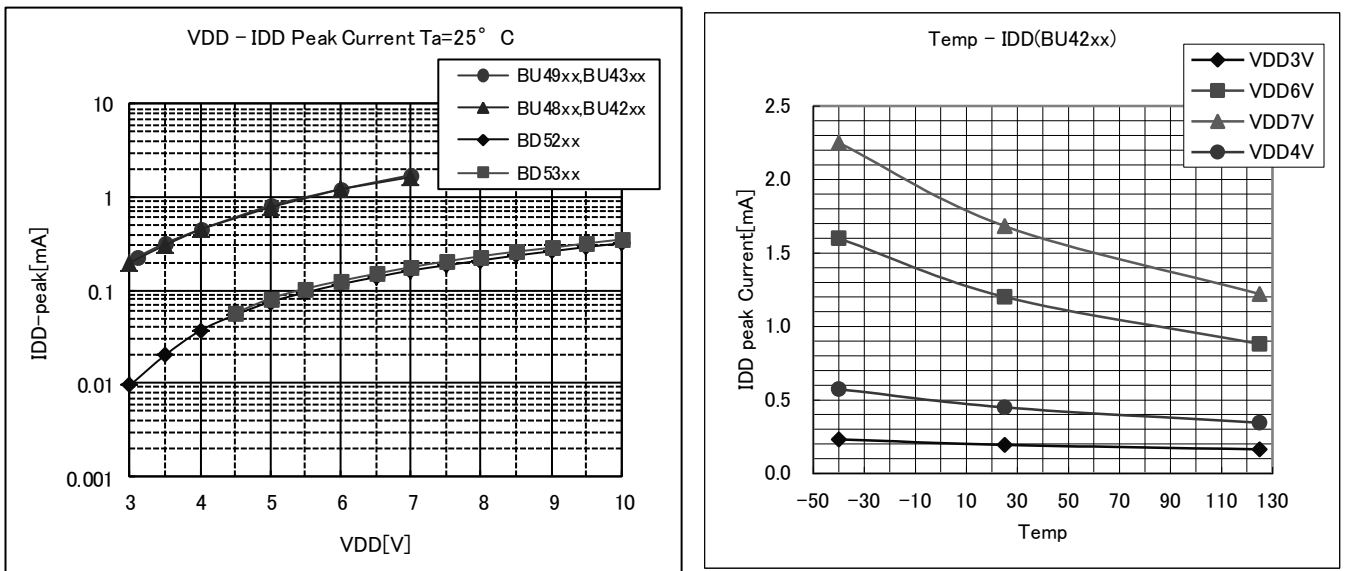 VDD - IDD Peak Current Ta=25° C
BU49xx,BU43xx
BU48xx,BU42xx
BD52xx
BD53xx
10
1
0.1
0.01
0.001
IDD-peak[mA]
3 4 5 6 7 8 9 10
VDD[V]
Temp - IDD(BU42xx)
VDD3V
VDD6V
VDD7V
VDD4V
2.5
2.0
1.5
1.0
0.5
0.0
IDD peak Current[mA]
-50 -30 -10 10 30 50 70 90 110 130
Temp